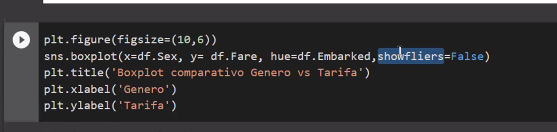 plt.figure(figsize=(10,6))
sns.boxplot(x=df.Sex, y= df.Fare, hue=df.Embarked,showfliers=False)
plt.title('Boxplot comparativo Genero vs Tarifa')
plt.xlabel('Genero')
plt.ylabel('Tarifa')